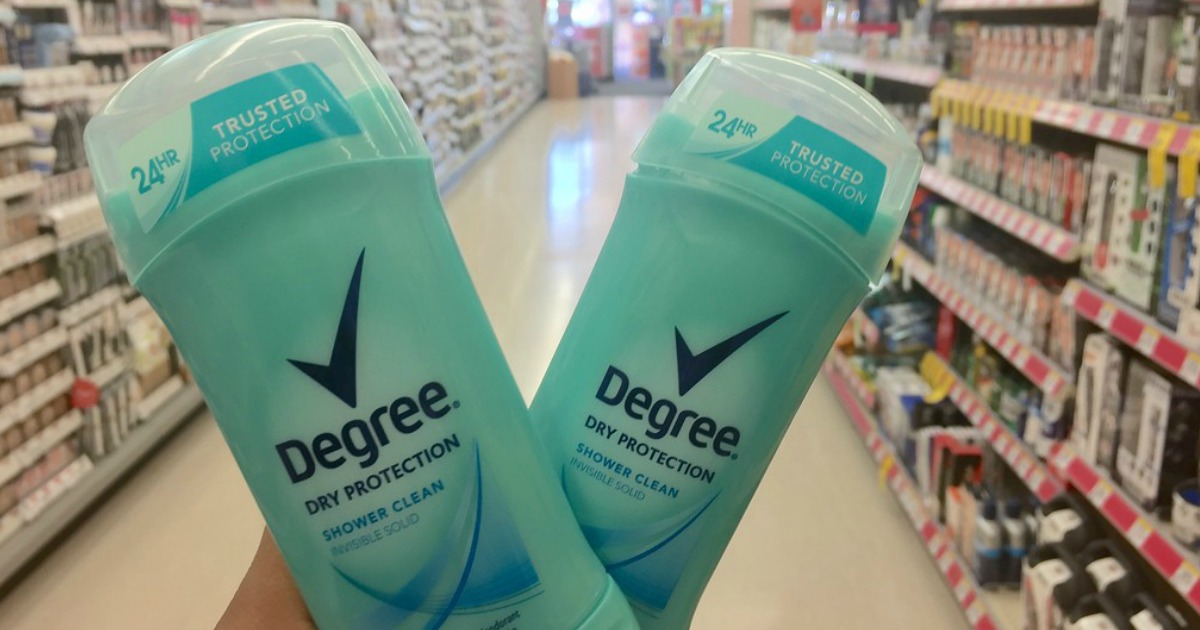 24HR
TRUSTED
PROTECTION
Degree®
DRY PROTECTION
SHOWER CLEAN
INVISIBLE SOLID
24HR
TRUSTED
PROTECTION
Degree®
DRY PROTECTION
SHOWER CLEAN
INVISIBLE SOLID